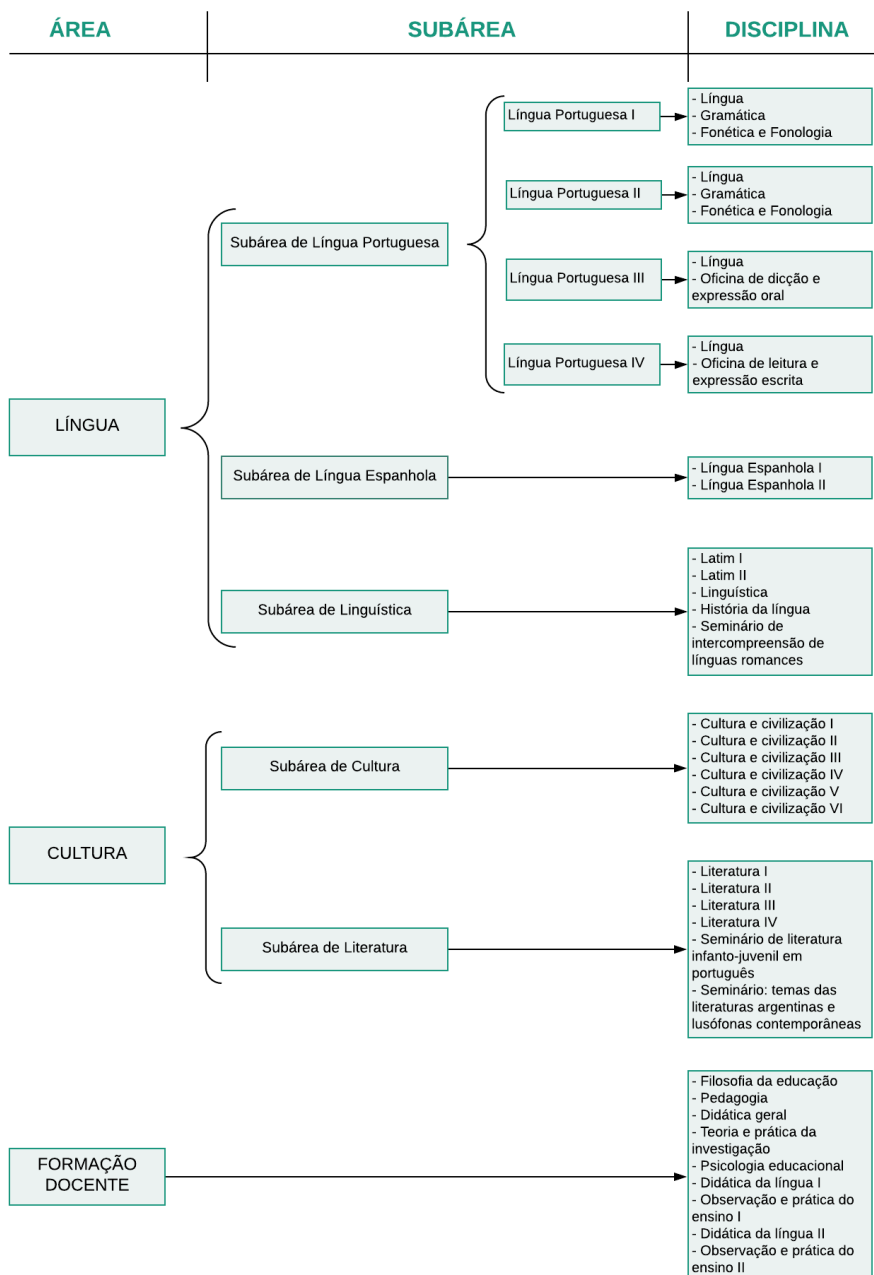 ÁREA
SUBÁREA
DISCIPLINA
LÍNGUA
Subárea de Língua Portuguesa
Língua Portuguesa I
- Língua
- Gramática
- Fonética e Fonologia
Língua Portuguesa II
- Língua
- Gramática
- Fonética e Fonologia
Língua Portuguesa III
- Língua
- Oficina de dicção e
expressão oral
Língua Portuguesa IV
- Língua
- Oficina de leitura e
expressão escrita
Subárea de Língua Espanhola
- Língua Espanhola I
- Língua Espanhola II
Subárea de Linguística
- Latim I
- Latim II
- Linguística
- História da língua
- Seminário de
intercompreensão de
línguas romances
CULTURA
Subárea de Cultura
- Cultura e civilização I
- Cultura e civilização II
- Cultura e civilização III
- Cultura e civilização IV
- Cultura e civilização V
- Cultura e civilização VI
Subárea de Literatura
- Literatura I
- Literatura II
- Literatura III
- Literatura IV
- Seminário de literatura
infanto-juvenil em
português
- Seminário: temas das
literaturas argentinas e
lusófonas contemporâneas
FORMAÇÃO
DOCENTE
- Filosofia da educação
- Pedagogia
- Didática geral
- Teoria e prática da
investigação
- Psicologia educacional
- Didática da língua I
- Observação e prática do
ensino I
- Didática da língua II
- Observação e prática do
ensino II